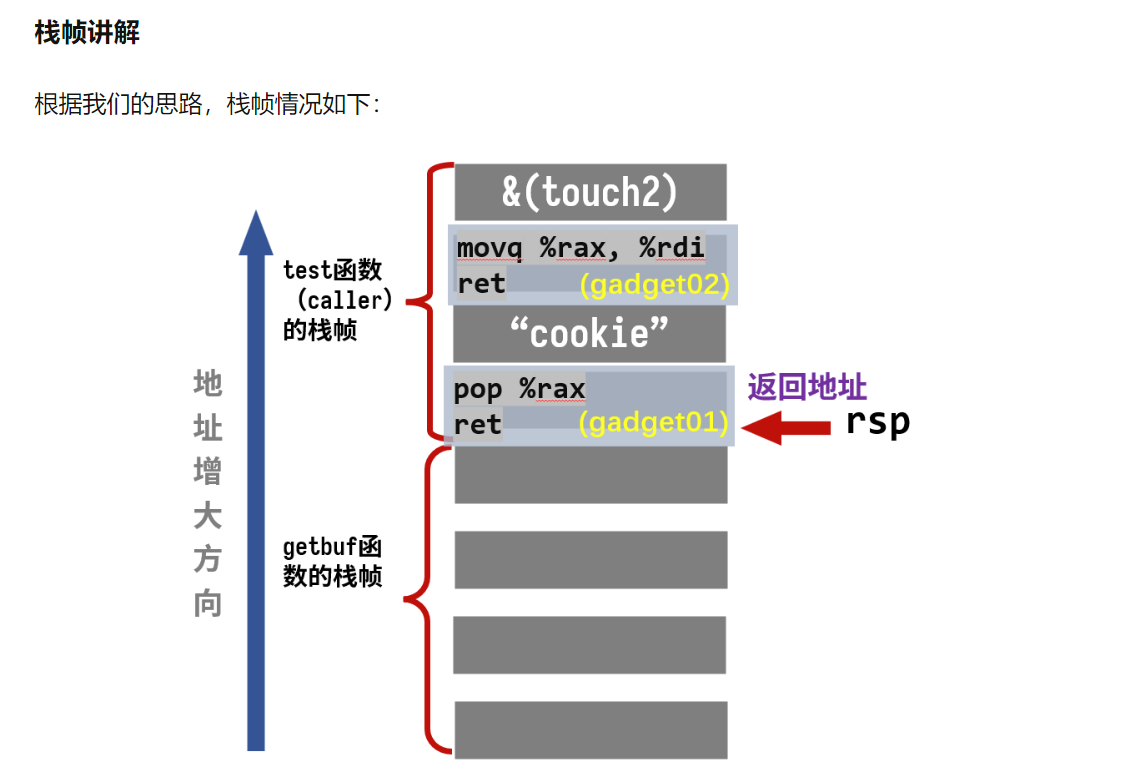 栈帧讲解
根据我们的思路，栈帧情况如下：
&(touch2)
movq %rax, %rdi
ret (gadget02)
test函数
（caller）
的栈帧
“cookie”
pop %rax
ret (gadget01)
返回地址
rsp
地址增大方向
getbuf函
数的栈帧